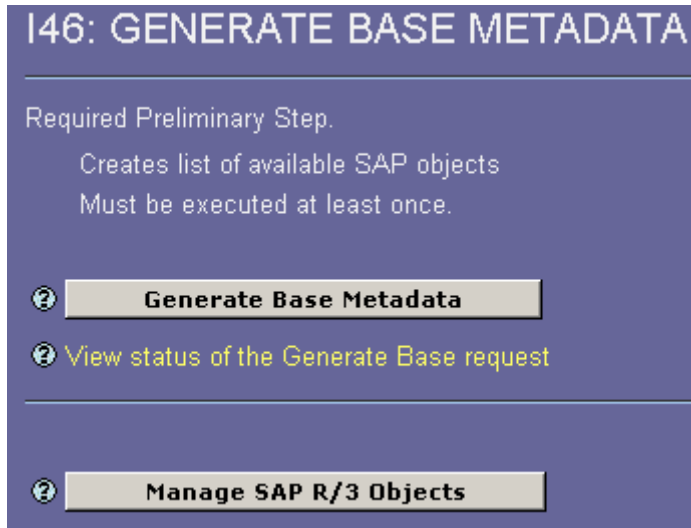 I46: GENERATE BASE METADATA
Required Preliminary Step.
Creates list of available SAP objects
Must be executed at least once.
Generate Base Metadata
View status of the Generate Base request
Manage SAP R/3 Objects